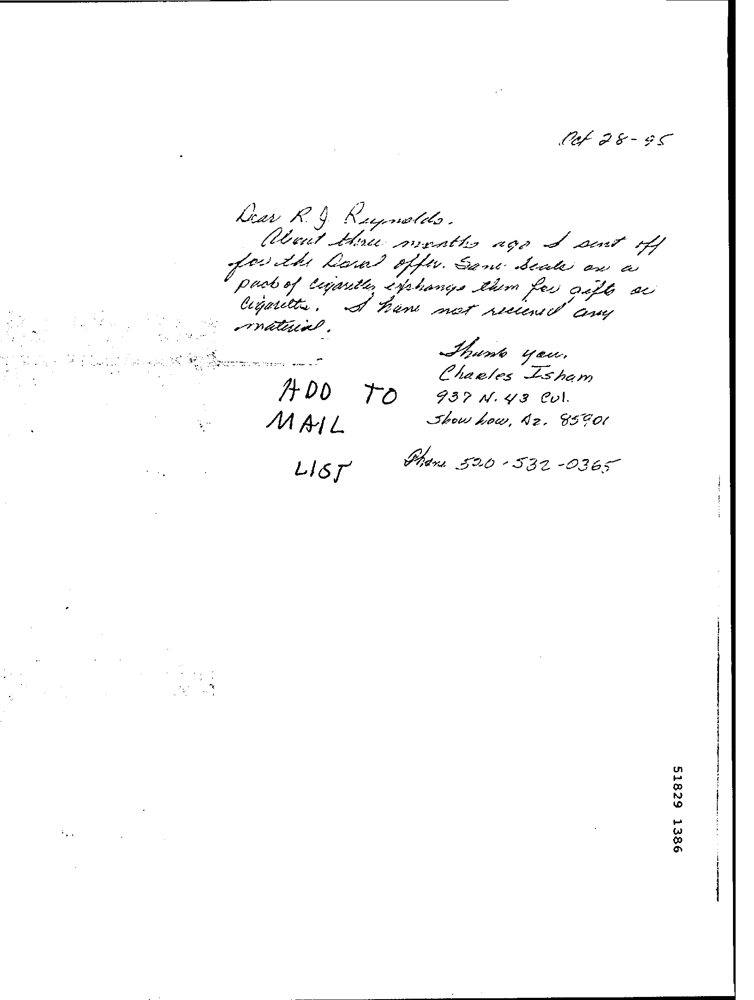 Oct 28-95
Dear R. J Reynolds.
About three months ago I sent off
for the Doral offer. Save Seals on a
pack of cigarettes, exchange them for gifts or
Cigarettes. I have not recieved any
material.
Thank you.
Charles Isham
937 N. 43 Cul.
Show low, Az. 85901
ADD TO
MAIL
LIST
Phone 520-532-0365
51829 1386